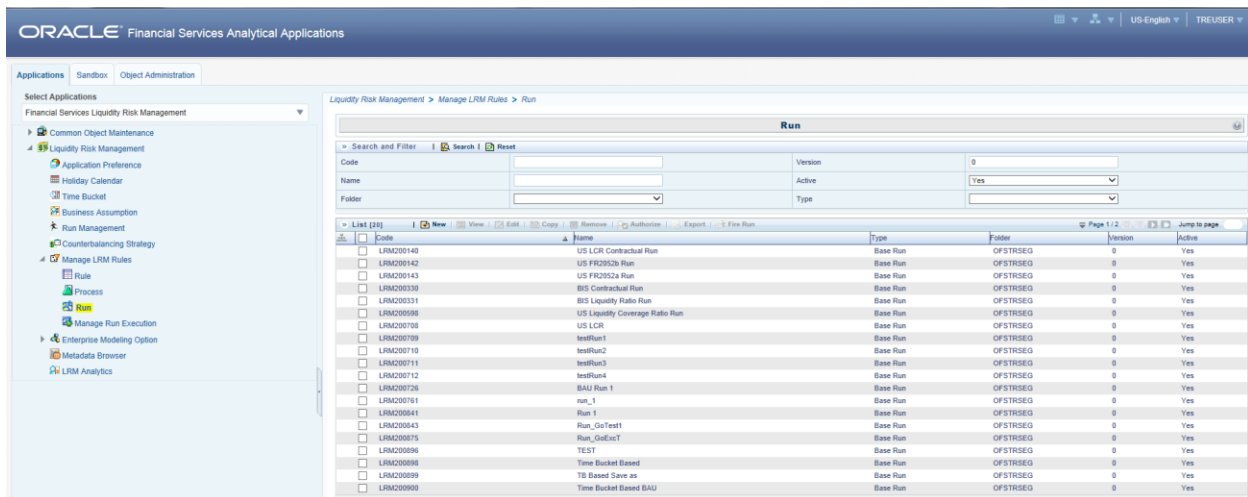 ORACLE® Financial Services Analytical Applications
US-English TREUSER
Applications Sandbox Object Administration
Select Applications
Financial Services Liquidity Risk Management
Common Object Maintenance
Liquidity Risk Management
Application Preference
Holiday Calendar
Time Bucket
Business Assumption
Run Management
Counterbalancing Strategy
Manage LRM Rules
Rule
Process
Run
Manage Run Execution
Enterprise Modeling Option
Metadata Browser
LRM Analytics
Liquidity Risk Management > Manage LRM Rules > Run
Run
» Search and Filter | Search | Reset
Code Version 0
Name Active Yes
Folder Type
» List [28] | New | View | Edit | Copy | Remove | Authorize | Export | Fire Run Page 1 / 2 Jump to page
Code Name Type Folder Version Active
LRM200140 US LCR Contractual Run Base Run OFSTRSEG 0 Yes
LRM200142 US FR2052b Run Base Run OFSTRSEG 0 Yes
LRM200143 US FR2052a Run Base Run OFSTRSEG 0 Yes
LRM200330 BIS Contractual Run Base Run OFSTRSEG 0 Yes
LRM200331 BIS Liquidity Ratio Run Base Run OFSTRSEG 0 Yes
LRM200598 US Liquidity Coverage Ratio Run Base Run OFSTRSEG 0 Yes
LRM200708 US LCR Base Run OFSTRSEG 0 Yes
LRM200709 testRun1 Base Run OFSTRSEG 0 Yes
LRM200710 testRun2 Base Run OFSTRSEG 0 Yes
LRM200711 testRun3 Base Run OFSTRSEG 0 Yes
LRM200712 testRun4 Base Run OFSTRSEG 0 Yes
LRM200726 BAU Run 1 Base Run OFSTRSEG 0 Yes
LRM200761 run_1 Base Run OFSTRSEG 0 Yes
LRM200841 Run 1 Base Run OFSTRSEG 0 Yes
LRM200843 Run_GoTest1 Base Run OFSTRSEG 0 Yes
LRM200875 Run_GoExcT Base Run OFSTRSEG 0 Yes
LRM200896 TEST Base Run OFSTRSEG 0 Yes
LRM200898 Time Bucket Based Base Run OFSTRSEG 0 Yes
LRM200899 TB Based Save as Base Run OFSTRSEG 0 Yes
LRM200900 Time Bucket Based BAU Base Run OFSTRSEG 0 Yes